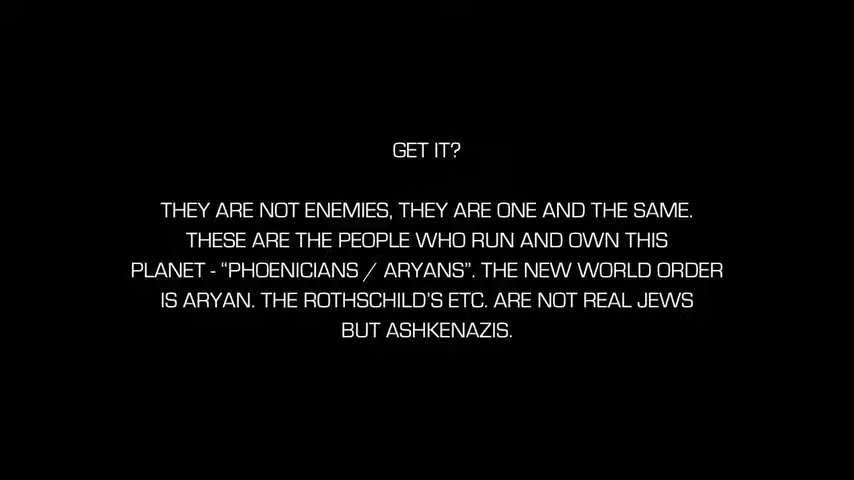 GET IT?
THEY ARE NOT ENEMIES, THEY ARE ONE AND THE SAME.
THESE ARE THE PEOPLE WHO RUN AND OWN THIS
PLANET - “PHOENICIANS / ARYANS”. THE NEW WORLD ORDER
IS ARYAN. THE ROTHSCHILD'S ETC. ARE NOT REAL JEWS
BUT ASHKENAZIS.